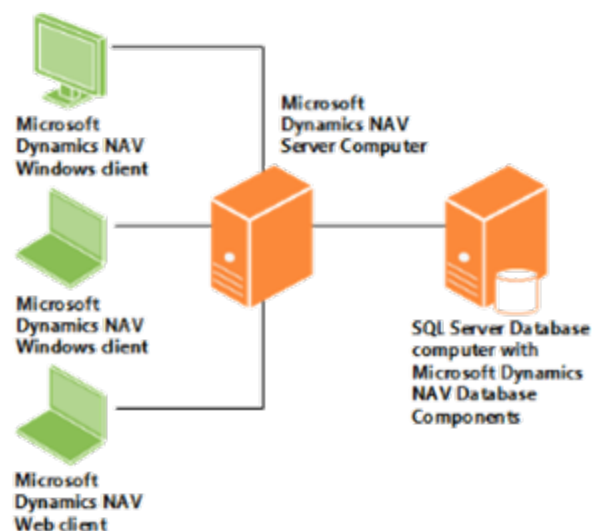 Microsoft
Dynamics NAV
Windows client
Microsoft
Dynamics NAV
Server Computer
Microsoft
Dynamics NAV
Windows client
SQL Server Database
computer with
Microsoft Dynamics
NAV Database
Components
Microsoft
Dynamics NAV
Web client